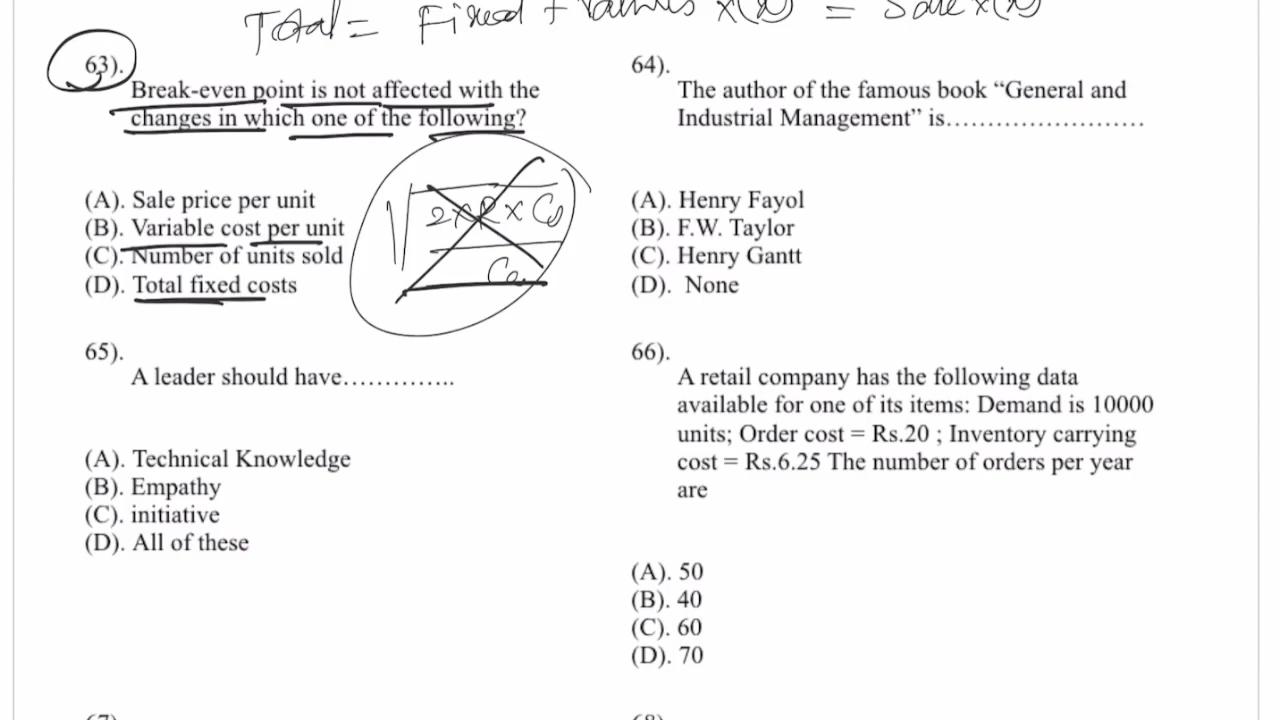 Total = Fixed + x(x) = Sale x(x)
63).
Break-even point is not affected with the
changes in which one of the following?
(A). Sale price per unit
(B). Variable cost per unit
(C). Number of units sold
(D). Total fixed costs
2 x R x Co
64).
The author of the famous book “General and
Industrial Management” is……………………
(A). Henry Fayol
(B). F.W. Taylor
(C). Henry Gantt
(D). None
65).
A leader should have…………..
(A). Technical Knowledge
(B). Empathy
(C). initiative
(D). All of these
66).
A retail company has the following data
available for one of its items: Demand is 10000
units; Order cost = Rs.20 ; Inventory carrying
cost = Rs.6.25 The number of orders per year
are
(A). 50
(B). 40
(C). 60
(D). 70